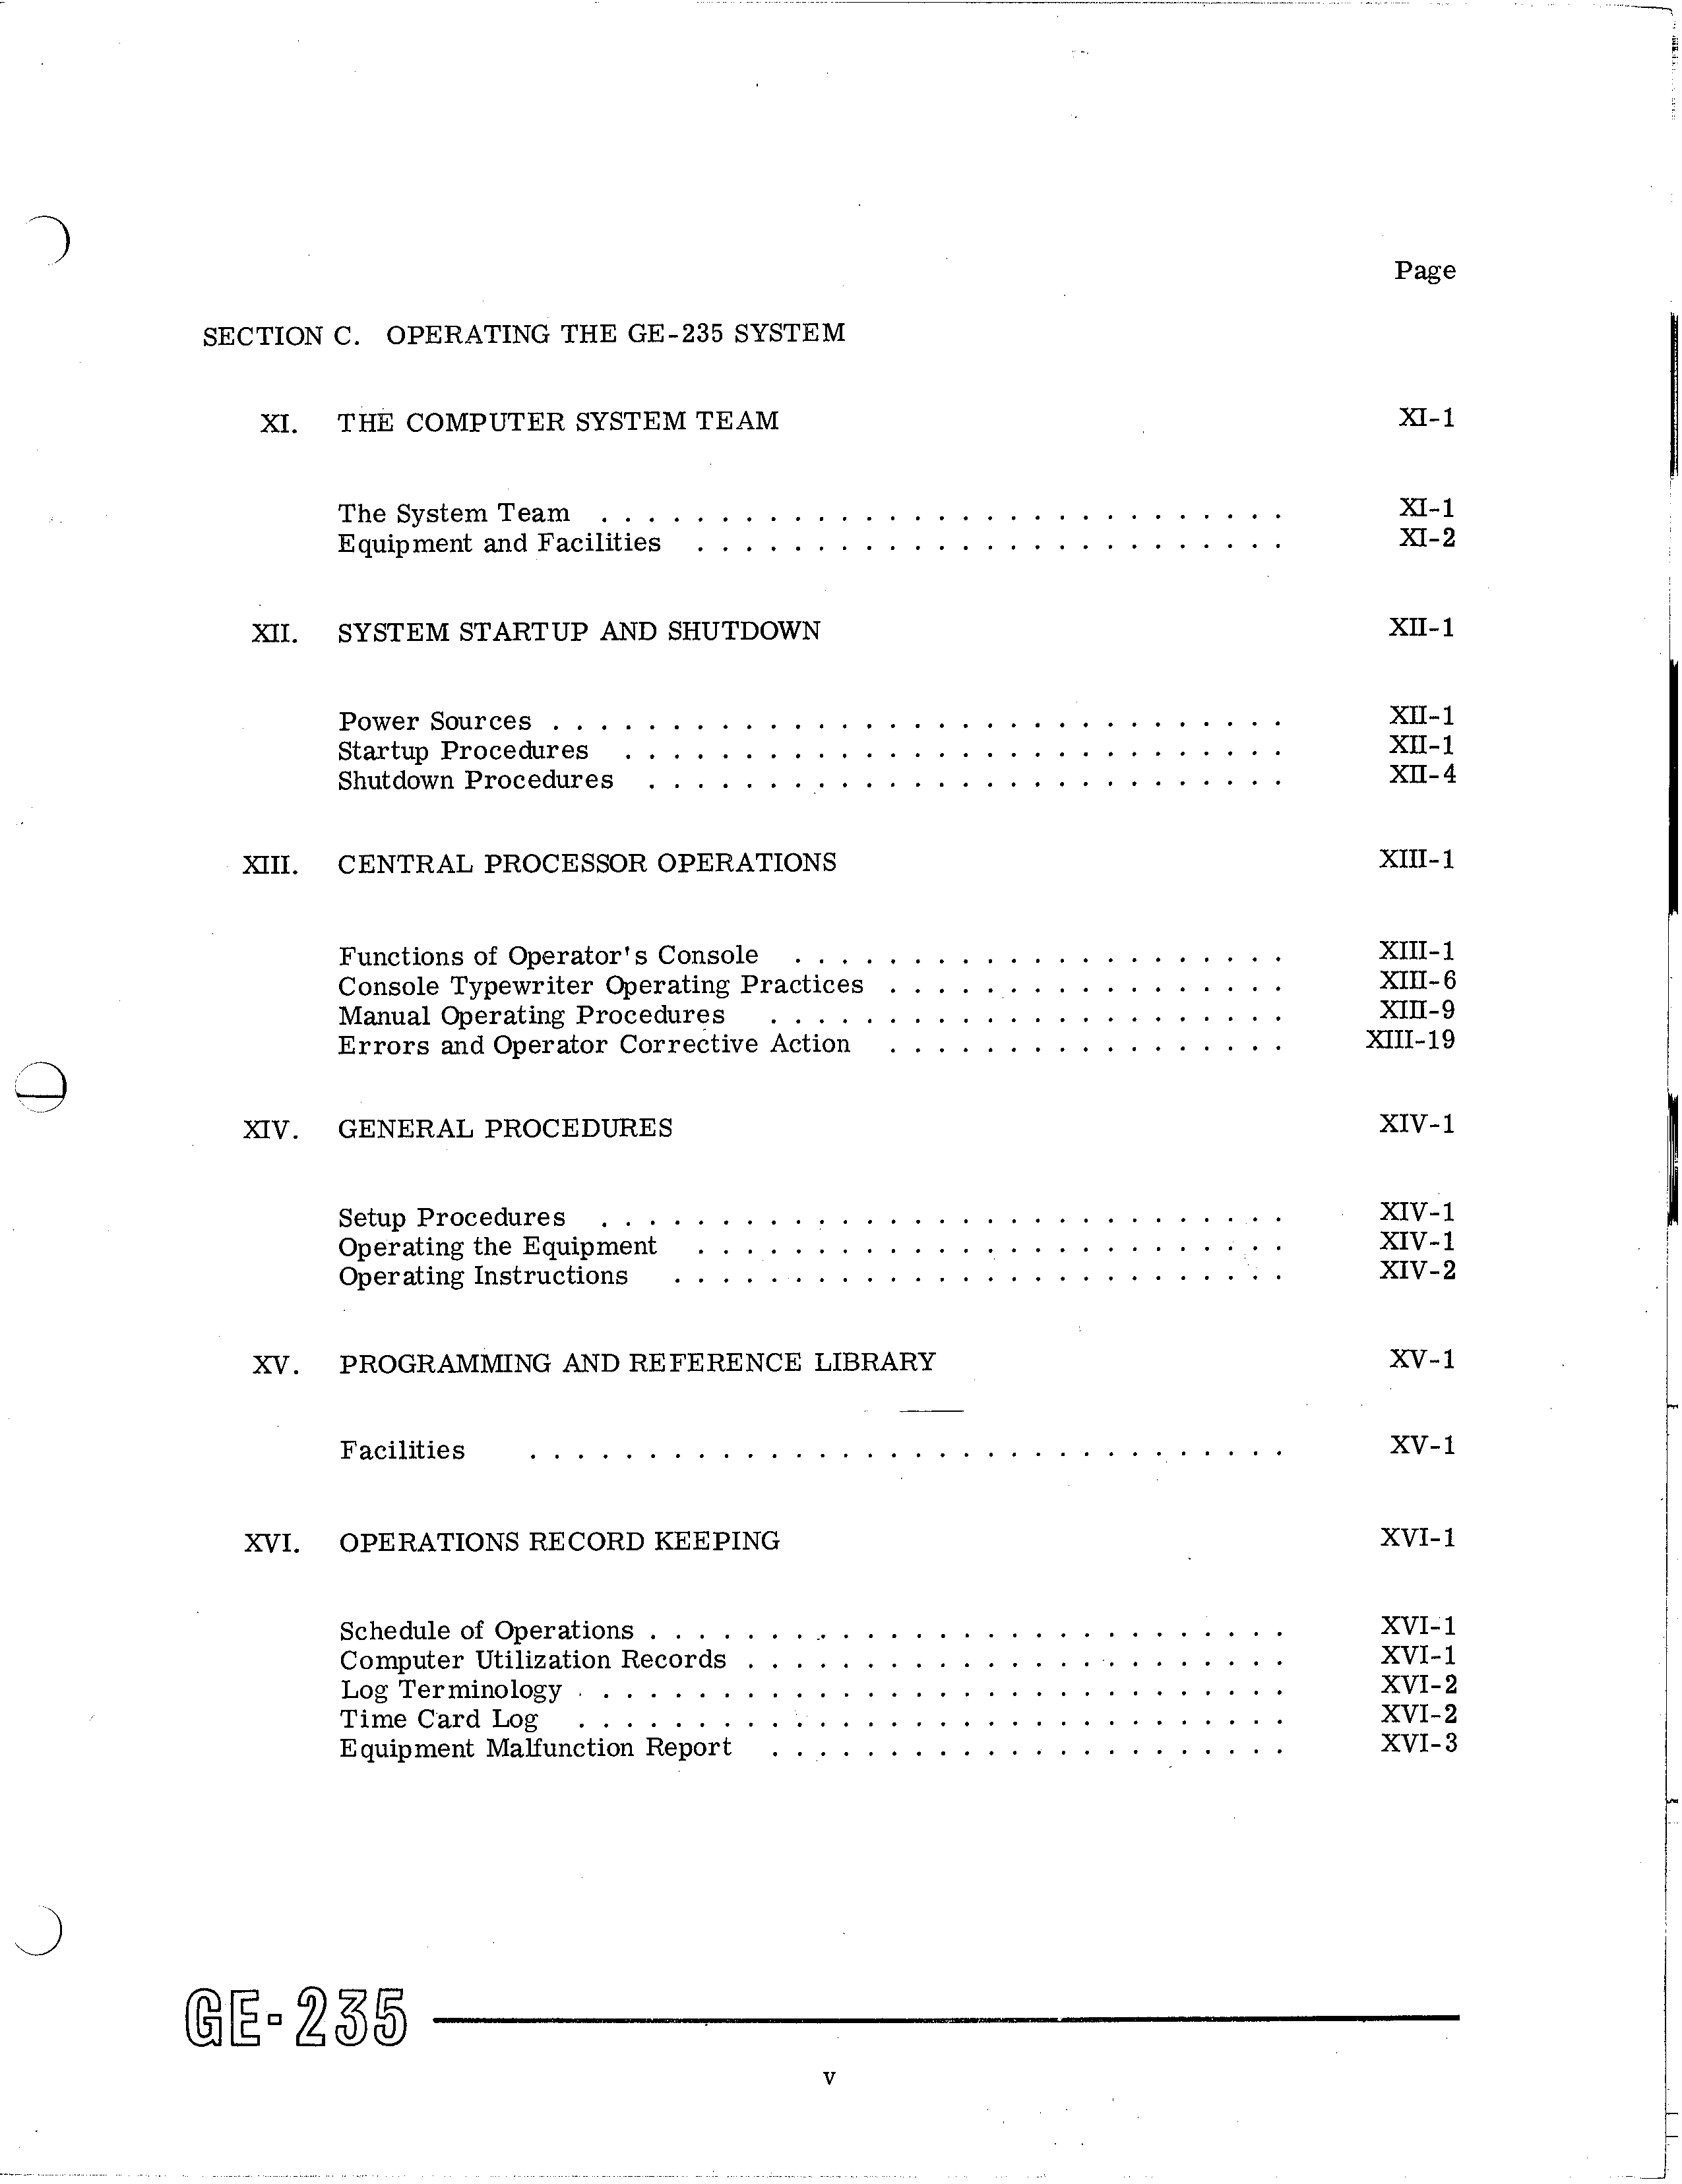 Page
SECTION C. OPERATING THE GE-235 SYSTEM
XI. THE COMPUTER SYSTEM TEAM XI-1
The System Team . . . . . . . . . . . . . . . . . . . . . . . . . . . . . XI-1
Equipment and Facilities . . . . . . . . . . . . . . . . . . . . . . . . . XI-2
XII. SYSTEM STARTUP AND SHUTDOWN XII-1
Power Sources . . . . . . . . . . . . . . . . . . . . . . . . . . . . . . . XII-1
Startup Procedures . . . . . . . . . . . . . . . . . . . . . . . . . . . . XII-1
Shutdown Procedures . . . . . . . . . . . . . . . . . . . . . . . . . . . XII-4
XIII. CENTRAL PROCESSOR OPERATIONS XIII-1
Functions of Operator's Console . . . . . . . . . . . . . . . . . . . . . XIII-1
Console Typewriter Operating Practices . . . . . . . . . . . . . . . . . XIII-6
Manual Operating Procedures . . . . . . . . . . . . . . . . . . . . . . XIII-9
Errors and Operator Corrective Action . . . . . . . . . . . . . . . . . XIII-19
XIV. GENERAL PROCEDURES XIV-1
Setup Procedures . . . . . . . . . . . . . . . . . . . . . . . . . . . . . XIV-1
Operating the Equipment . . . . . . . . . . . . . . . . . . . . . . . . . XIV-1
Operating Instructions . . . . . . . . . . . . . . . . . . . . . . . . . . XIV-2
XV. PROGRAMMING AND REFERENCE LIBRARY XV-1
Facilities . . . . . . . . . . . . . . . . . . . . . . . . . . . . . . . . XV-1
XVI. OPERATIONS RECORD KEEPING XVI-1
Schedule of Operations . . . . . . . . . . . . . . . . . . . . . . . . . . . XVI-1
Computer Utilization Records . . . . . . . . . . . . . . . . . . . . . . . XVI-1
Log Terminology . . . . . . . . . . . . . . . . . . . . . . . . . . . . . . XVI-2
Time Card Log . . . . . . . . . . . . . . . . . . . . . . . . . . . . . . XVI-2
Equipment Malfunction Report . . . . . . . . . . . . . . . . . . . . . . XVI-3
GE-235
v